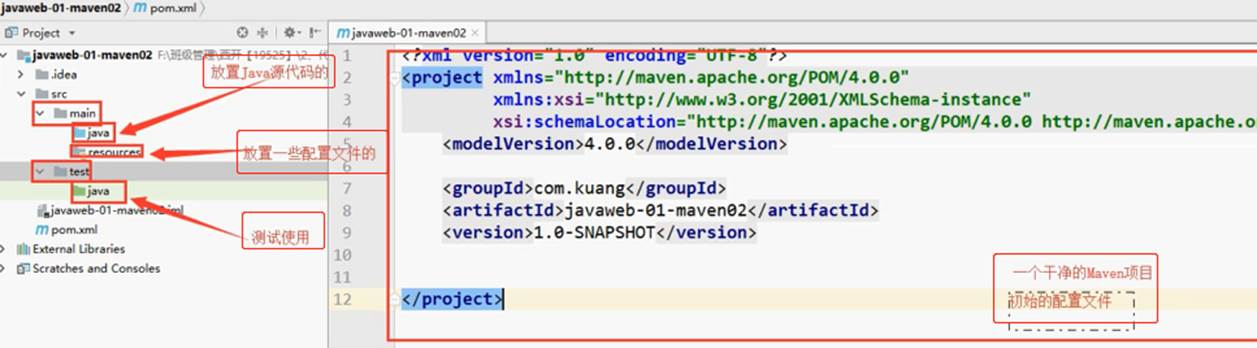 javaweb-01-maven02 pom.xml
Project
javaweb-01-maven02
javaweb-01-maven02 F:\班级管理\西开【19525】\2、代
.idea
src
main
java
resources
test
java
javaweb-01-maven02.iml
pom.xml
External Libraries
Scratches and Consoles
放置Java源代码的
放置一些配置文件的
测试使用
1 <?xml version="1.0" encoding="UTF-8"?>
2 <project xmlns="http://maven.apache.org/POM/4.0.0"
3 xmlns:xsi="http://www.w3.org/2001/XMLSchema-instance"
4 xsi:schemaLocation="http://maven.apache.org/POM/4.0.0 http://maven.apache.o
5 <modelVersion>4.0.0</modelVersion>
6
7 <groupId>com.kuang</groupId>
8 <artifactId>javaweb-01-maven02</artifactId>
9 <version>1.0-SNAPSHOT</version>
10
11
12 </project>
一个干净的Maven项目
初始的配置文件